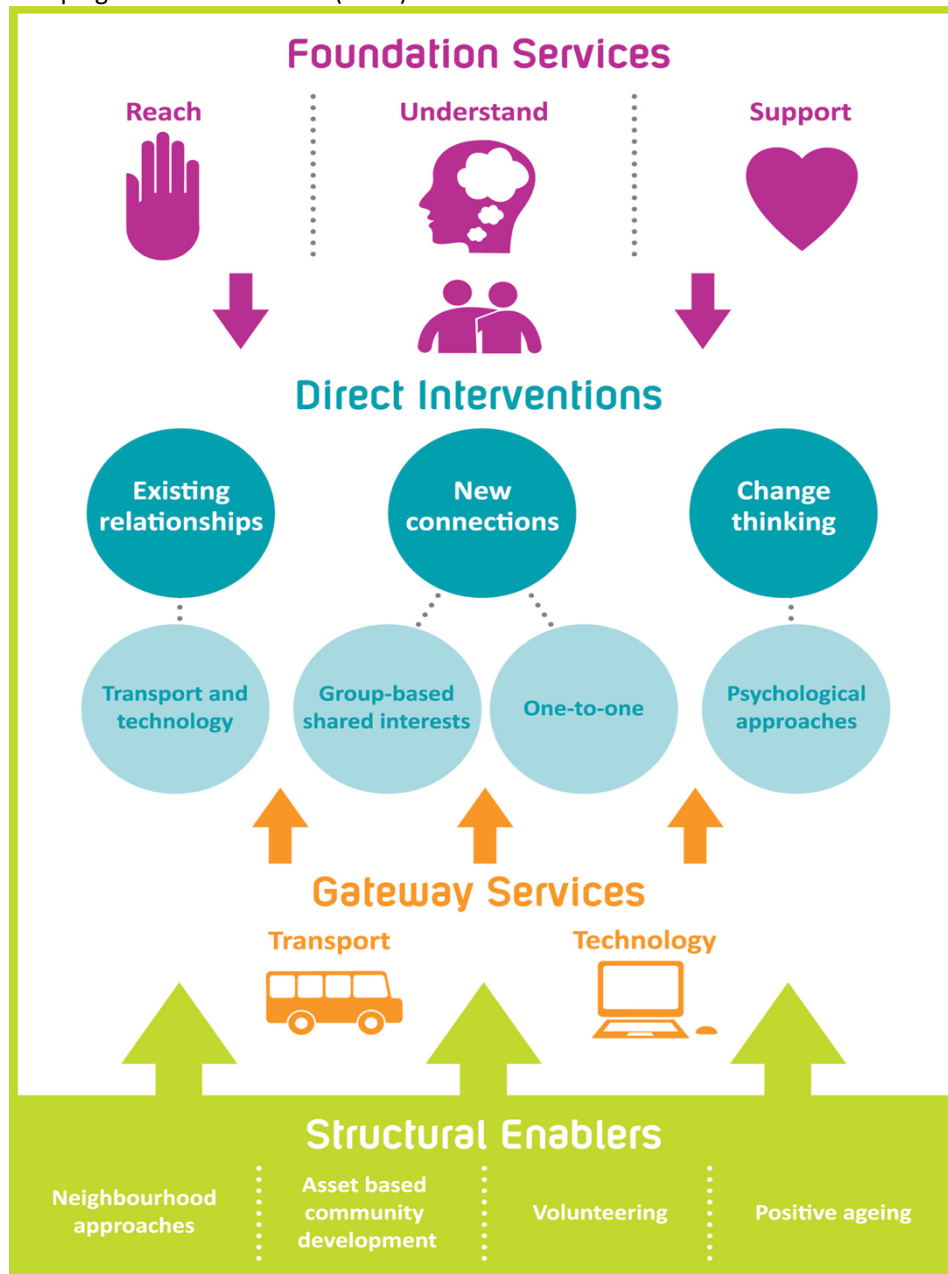 Foundation Services
Reach
Understand
Support
Direct Interventions
Existing
relationships
New
connections
Change
thinking
Transport and
technology
Group-based
shared interests
One-to-one
Psychological
approaches
Gateway Services
Transport
Technology
Structural Enablers
Neighbourhood
approaches
Asset based
community
development
Volunteering
Positive ageing